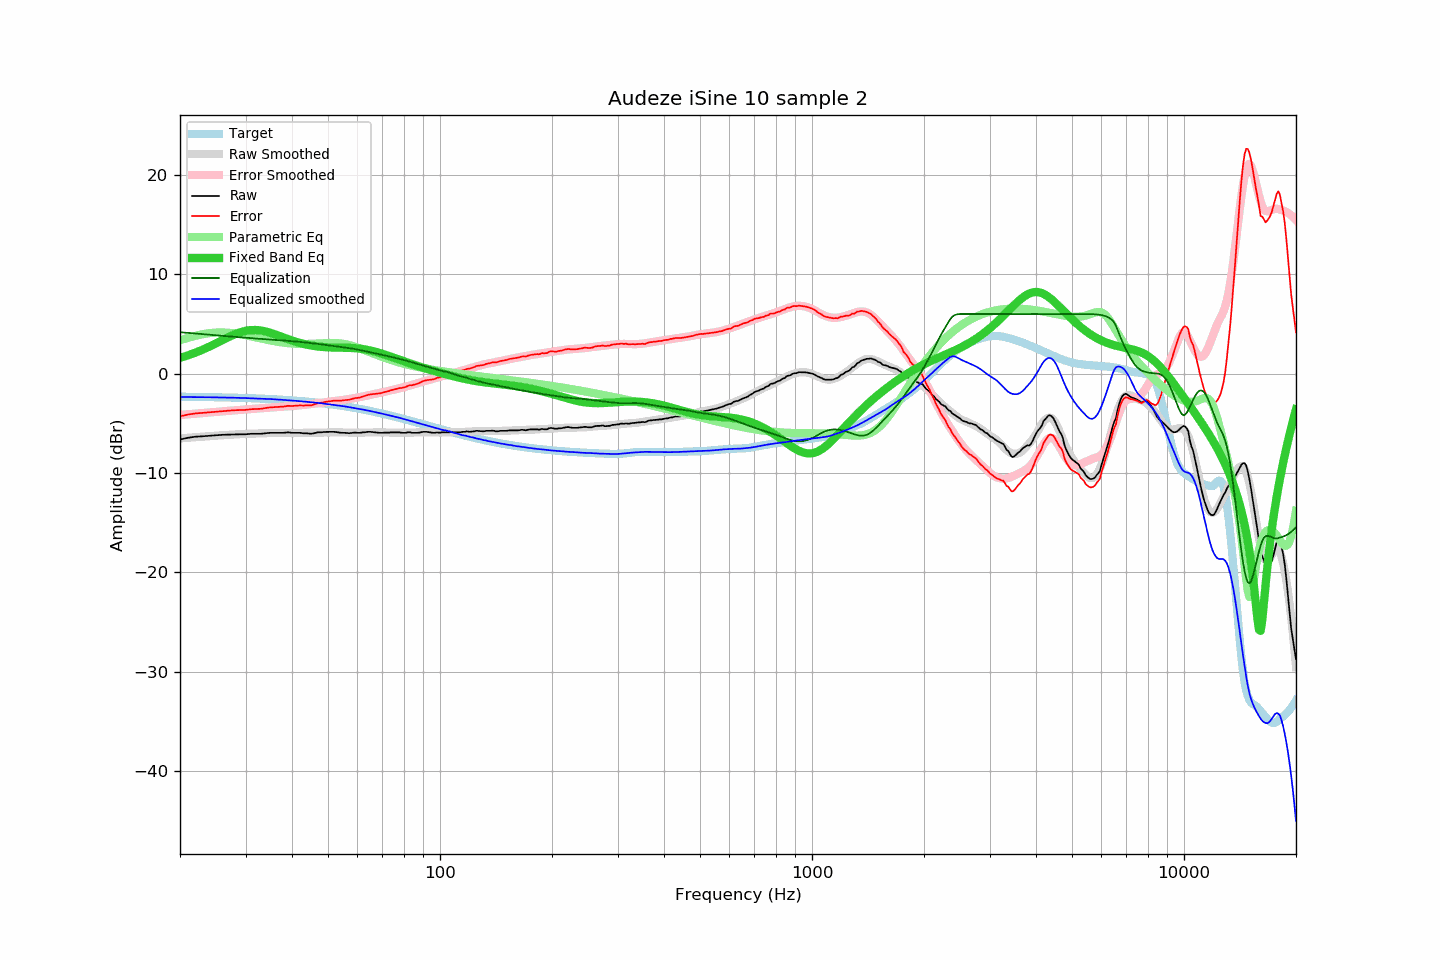 Audeze iSine 10 sample 2
Target
Raw Smoothed
Error Smoothed
Raw
Error
Parametric Eq
Fixed Band Eq
Equalization
Equalized smoothed
20
10
0
−10
−20
−30
−40
Amplitude (dBr)
100
1000
10000
Frequency (Hz)